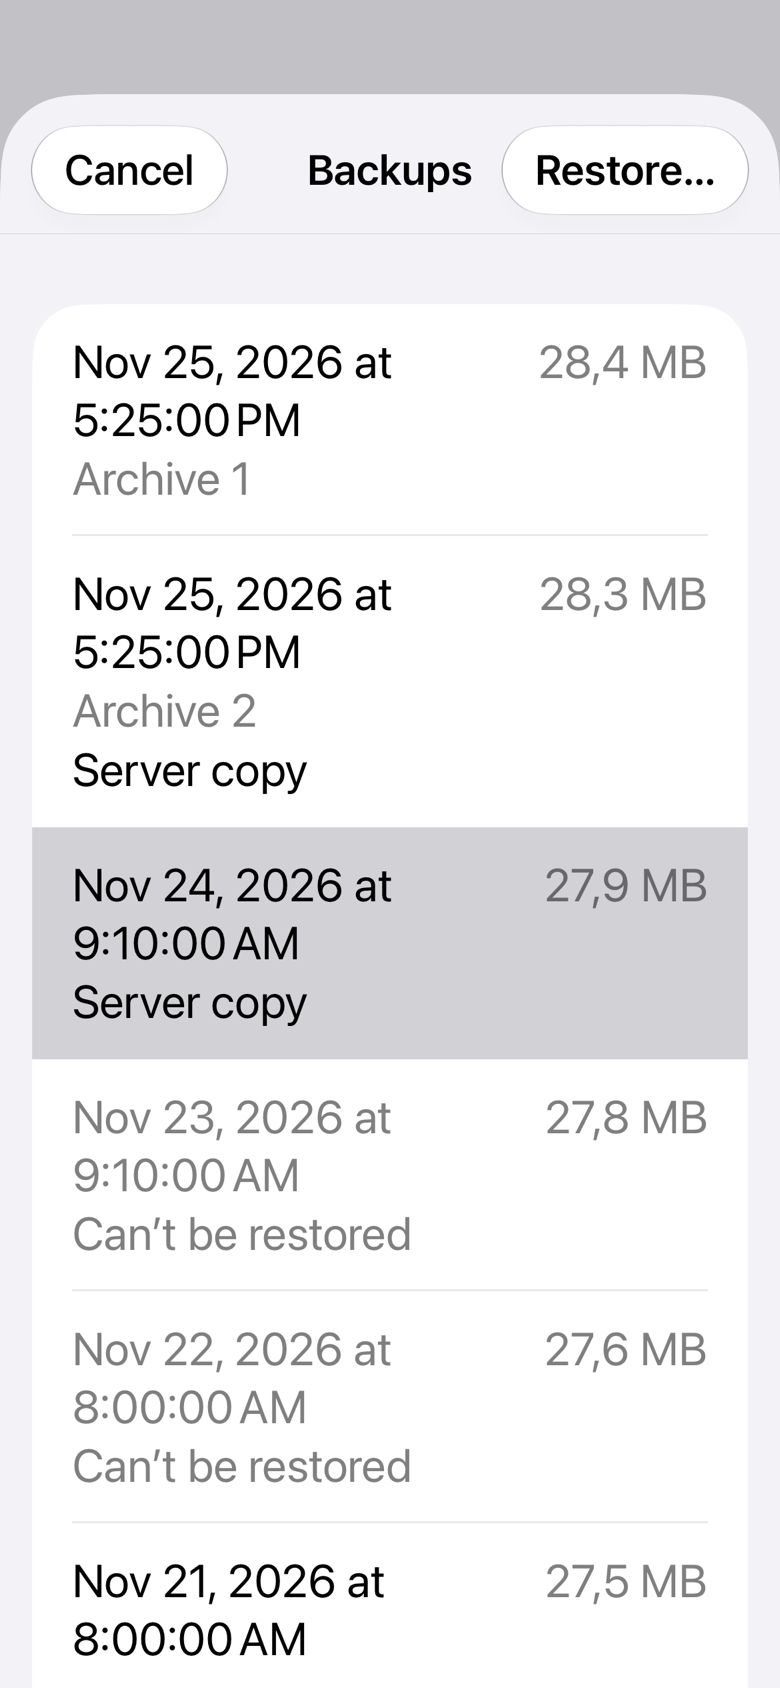 Cancel
Backups
Restore...
Nov 25, 2026 at 28,4 MB
5:25:00 PM
Archive 1
Nov 25, 2026 at 28,3 MB
5:25:00 PM
Archive 2
Server copy
Nov 24, 2026 at 27,9 MB
9:10:00 AM
Server copy
Nov 23, 2026 at 27,8 MB
9:10:00 AM
Can’t be restored
Nov 22, 2026 at 27,6 MB
8:00:00 AM
Can’t be restored
Nov 21, 2026 at 27,5 MB
8:00:00 AM